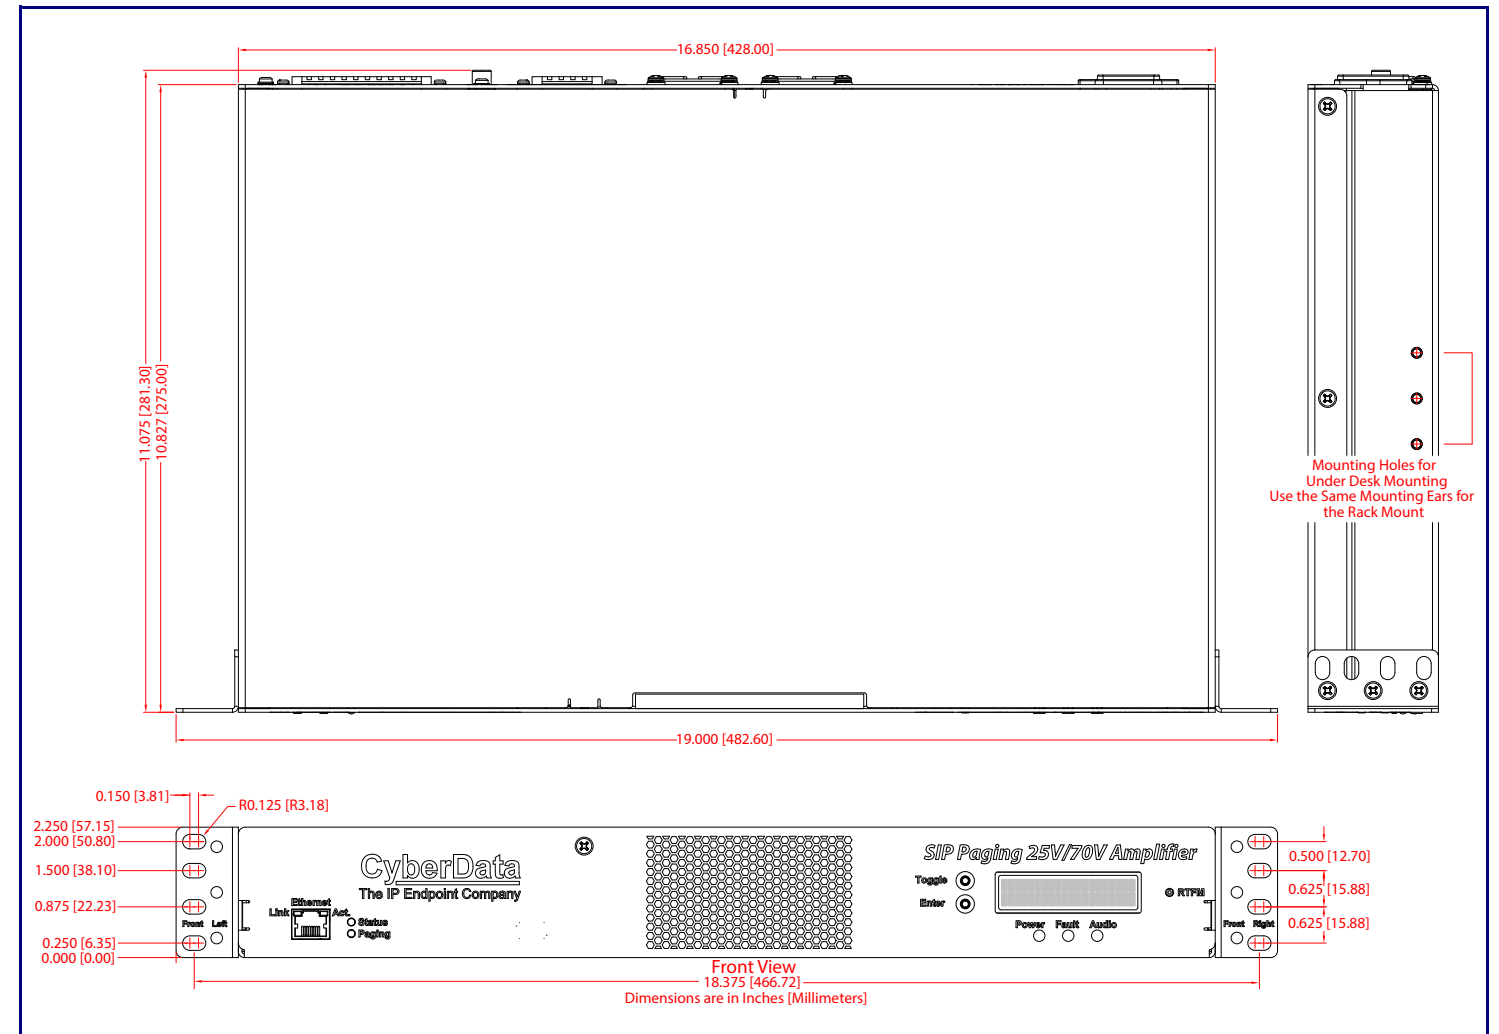 16.850 [428.00]
11.075 [281.30]
10.827 [275.00]
Mounting Holes for
Under Desk Mounting
Use the Same Mounting Ears for
the Rack Mount
19.000 [482.60]
0.150 [3.81]
R0.125 [R3.18]
2.250 [57.15]
2.000 [50.80]
1.500 [38.10]
0.875 [22.23]
0.250 [6.35]
0.000 [0.00]
Front Left
CyberData
The IP Endpoint Company
Ethernet
Link Act.
Status
Paging
SIP Paging 25V/70V Amplifier
Toggle
Enter
RTFM
Power Fault Audio
Front Right
0.500 [12.70]
0.625 [15.88]
0.625 [15.88]
Front View
18.375 [466.72]
Dimensions are in Inches [Millimeters]